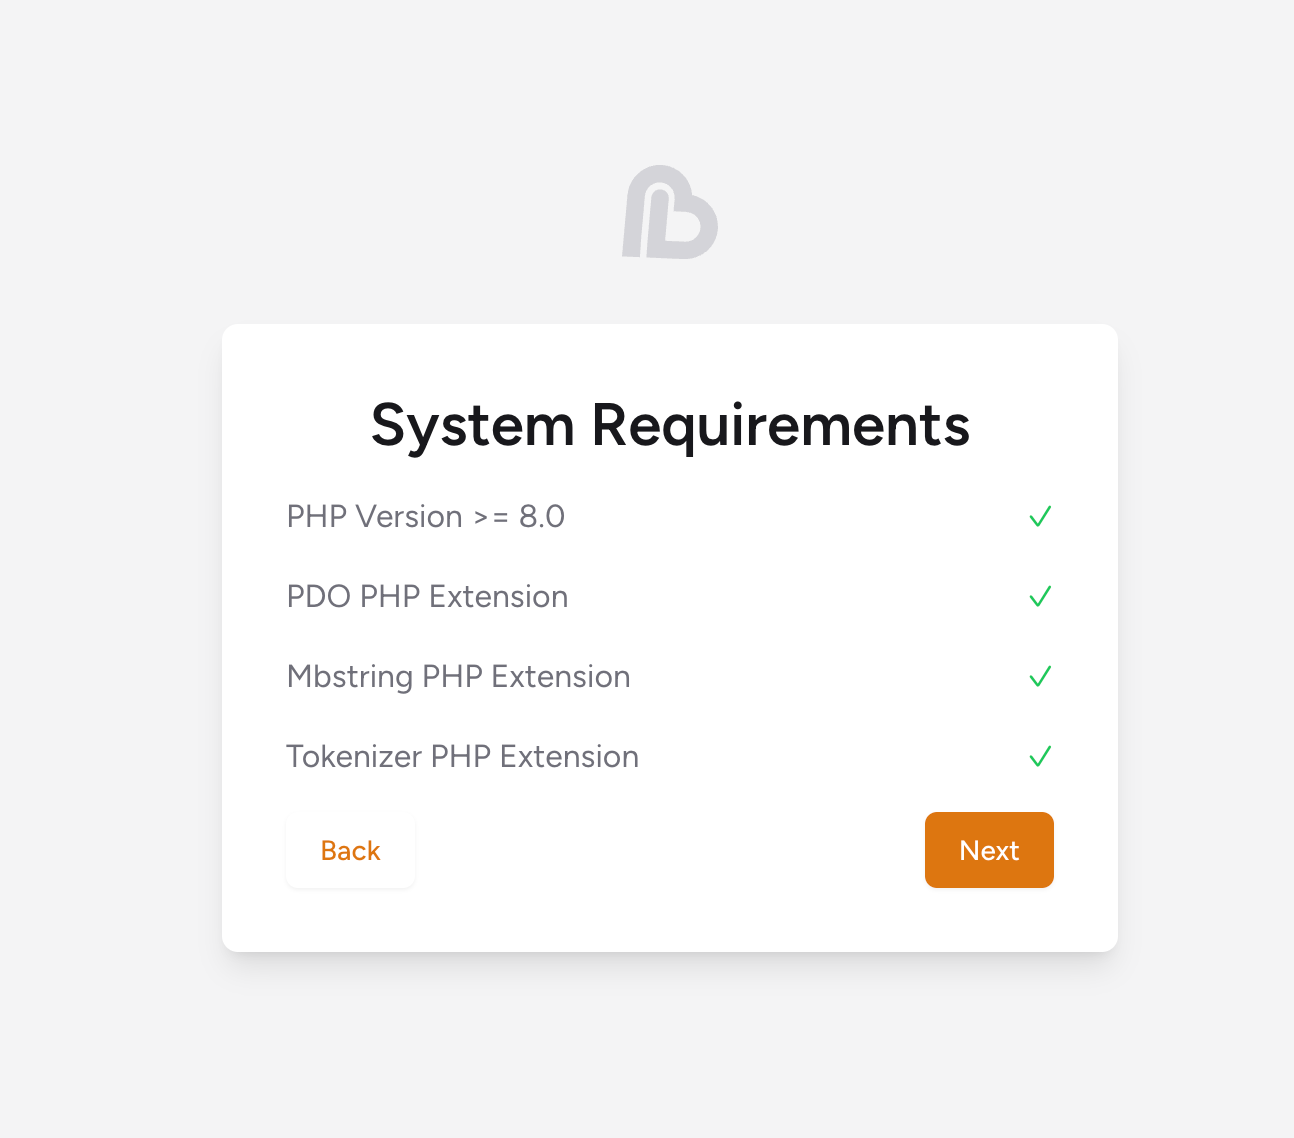 System Requirements
PHP Version >= 8.0
PDO PHP Extension
Mbstring PHP Extension
Tokenizer PHP Extension
Back
Next